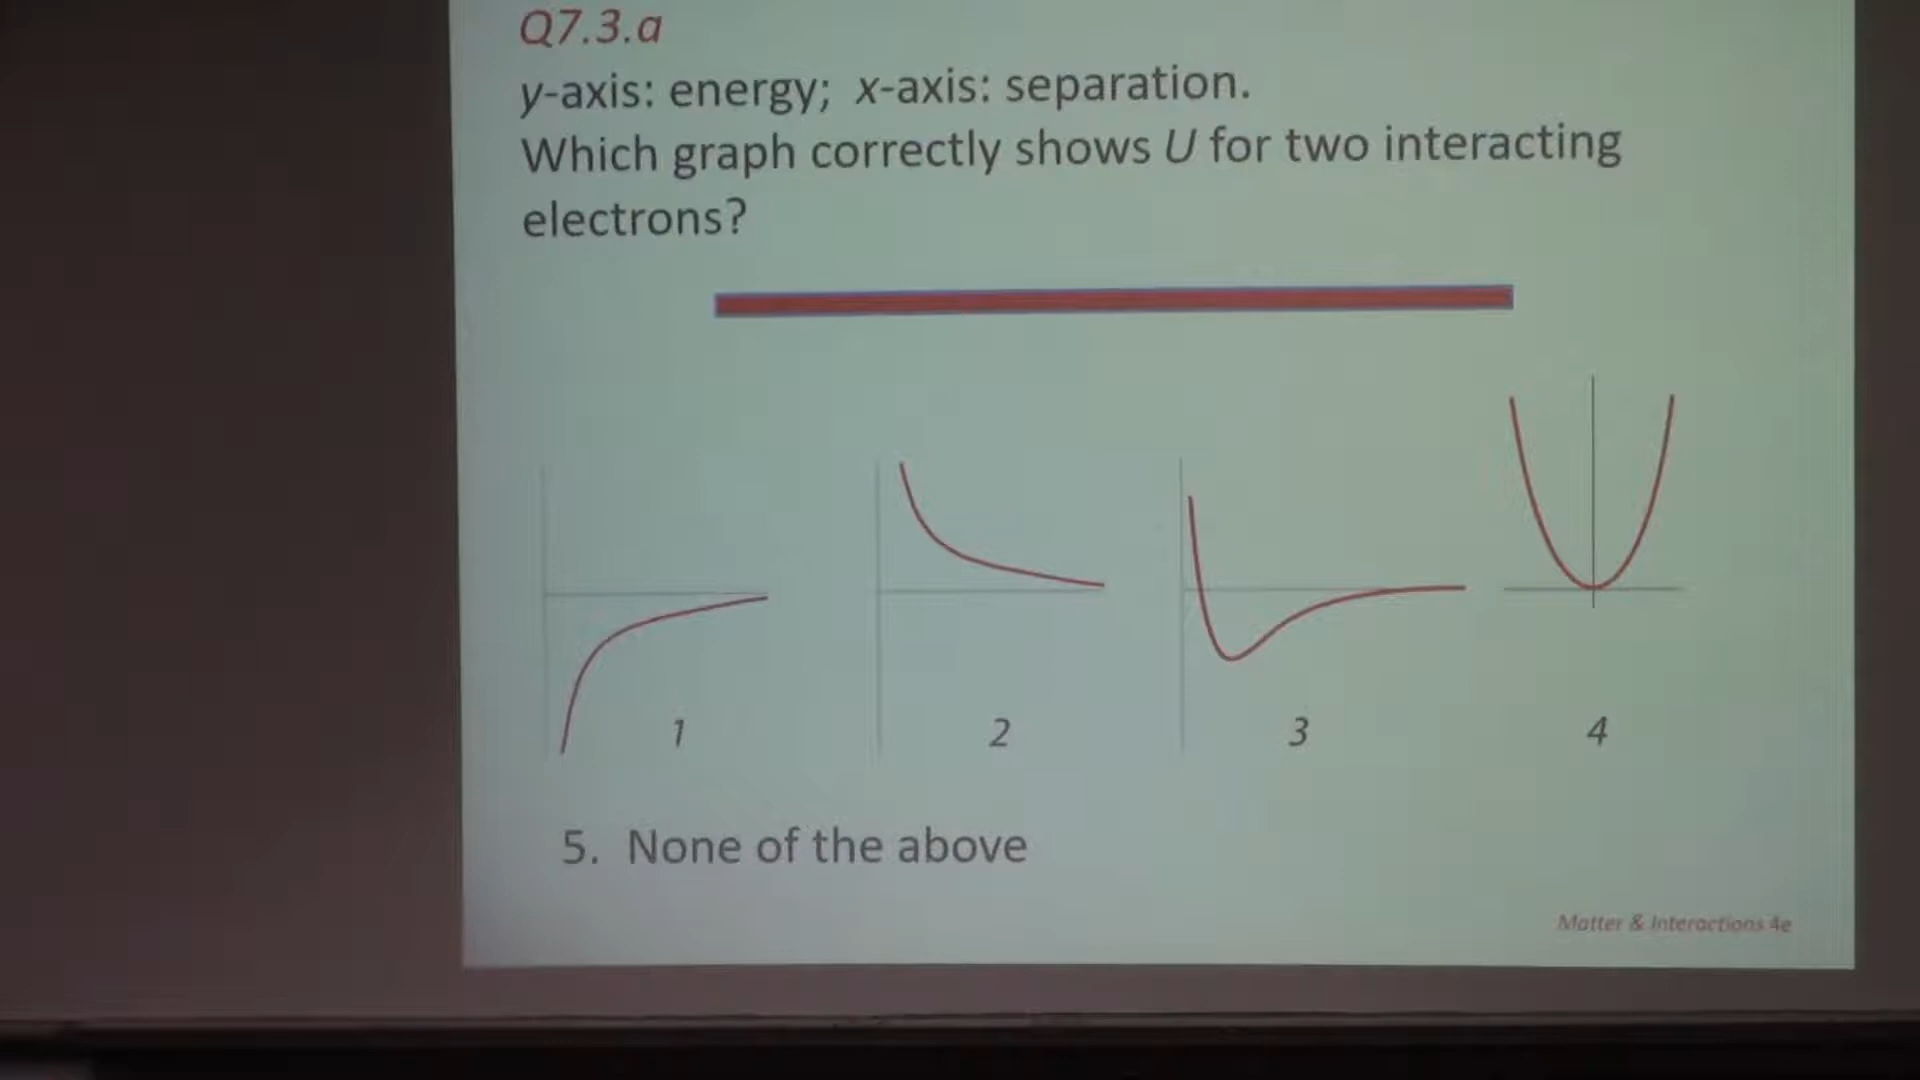 Q7.3.a
y-axis: energy; x-axis: separation.
Which graph correctly shows U for two interacting
electrons?
1 2 3 4
5. None of the above
Matter & Interactions 4e